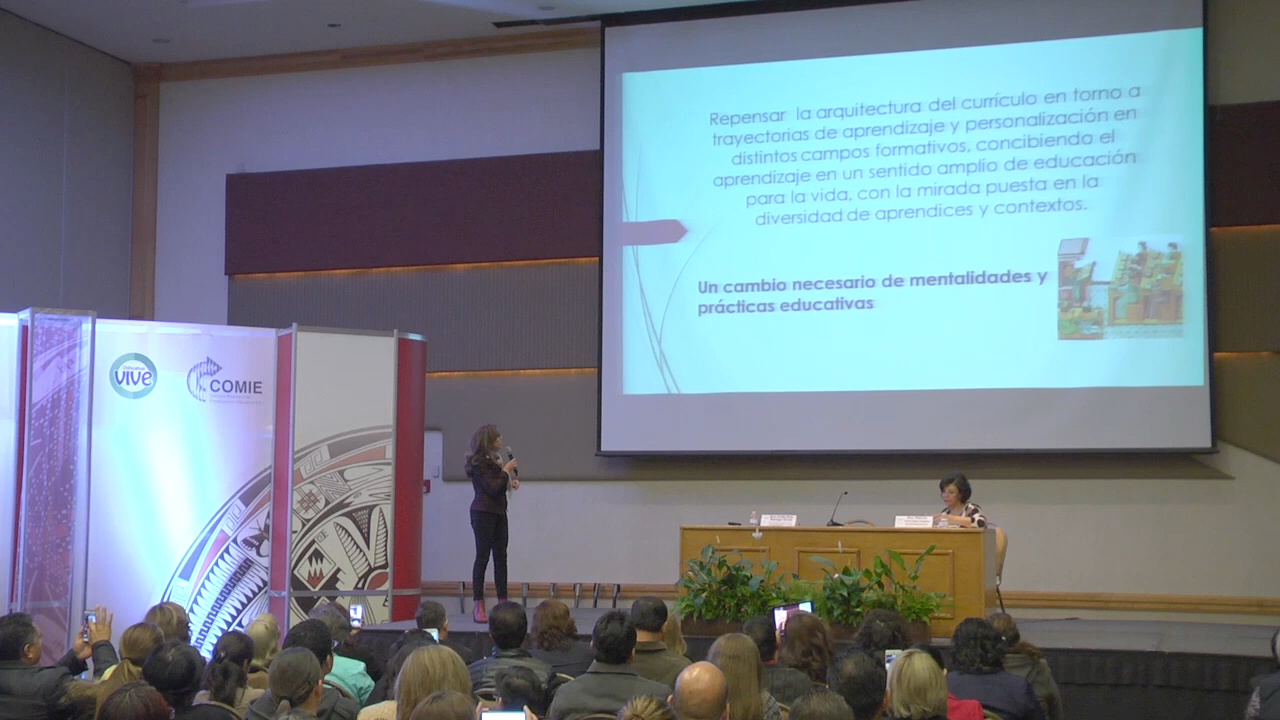 Repensar la arquitectura del currículo en torno a
trayectorias de aprendizaje y personalización en
distintos campos formativos, concibiendo el
aprendizaje en un sentido amplio de educación
para la vida, con la mirada puesta en la
diversidad de aprendices y contextos.
Un cambio necesario de mentalidades y
prácticas educativas
Chihuahua
VIVE
COMIE